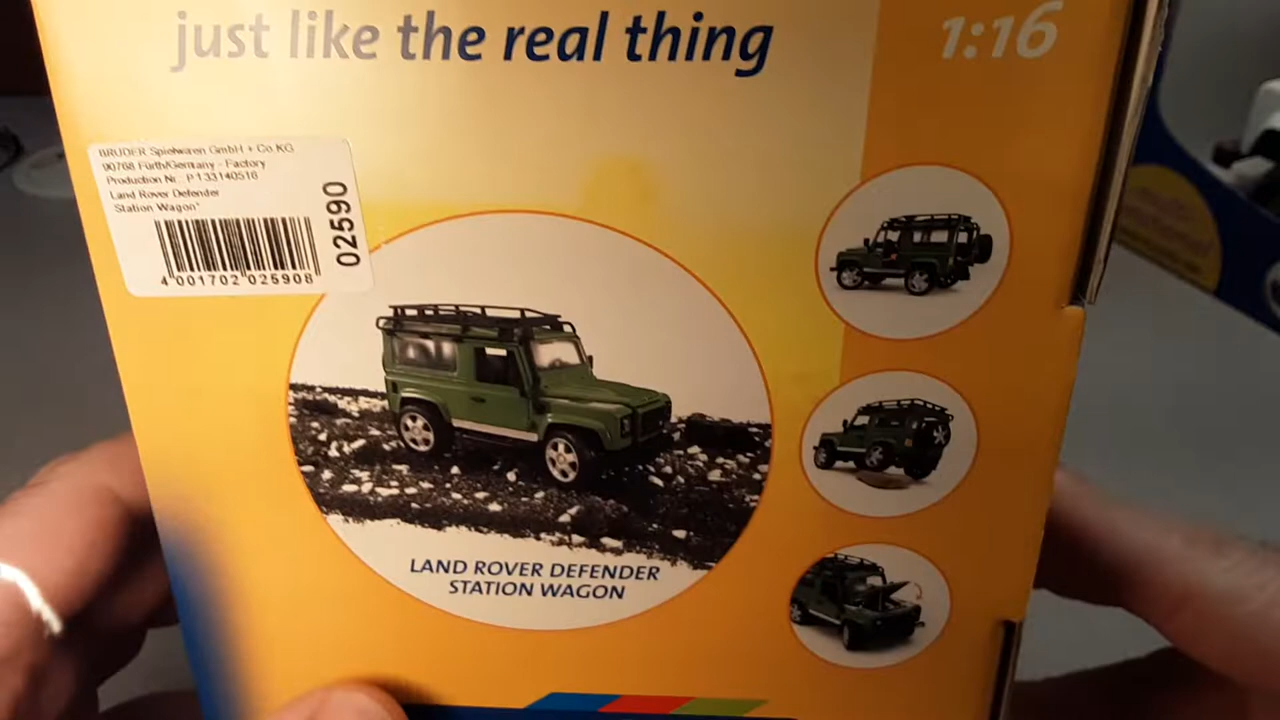 just like the real thing
1:16
BRUDER Spielwaren GmbH + Co KG
90768 Fürth/Germany - Factory
Production Nr.: P133140516
Land Rover Defender
Station Wagon"
02590
4 001702 025908
LAND ROVER DEFENDER
STATION WAGON